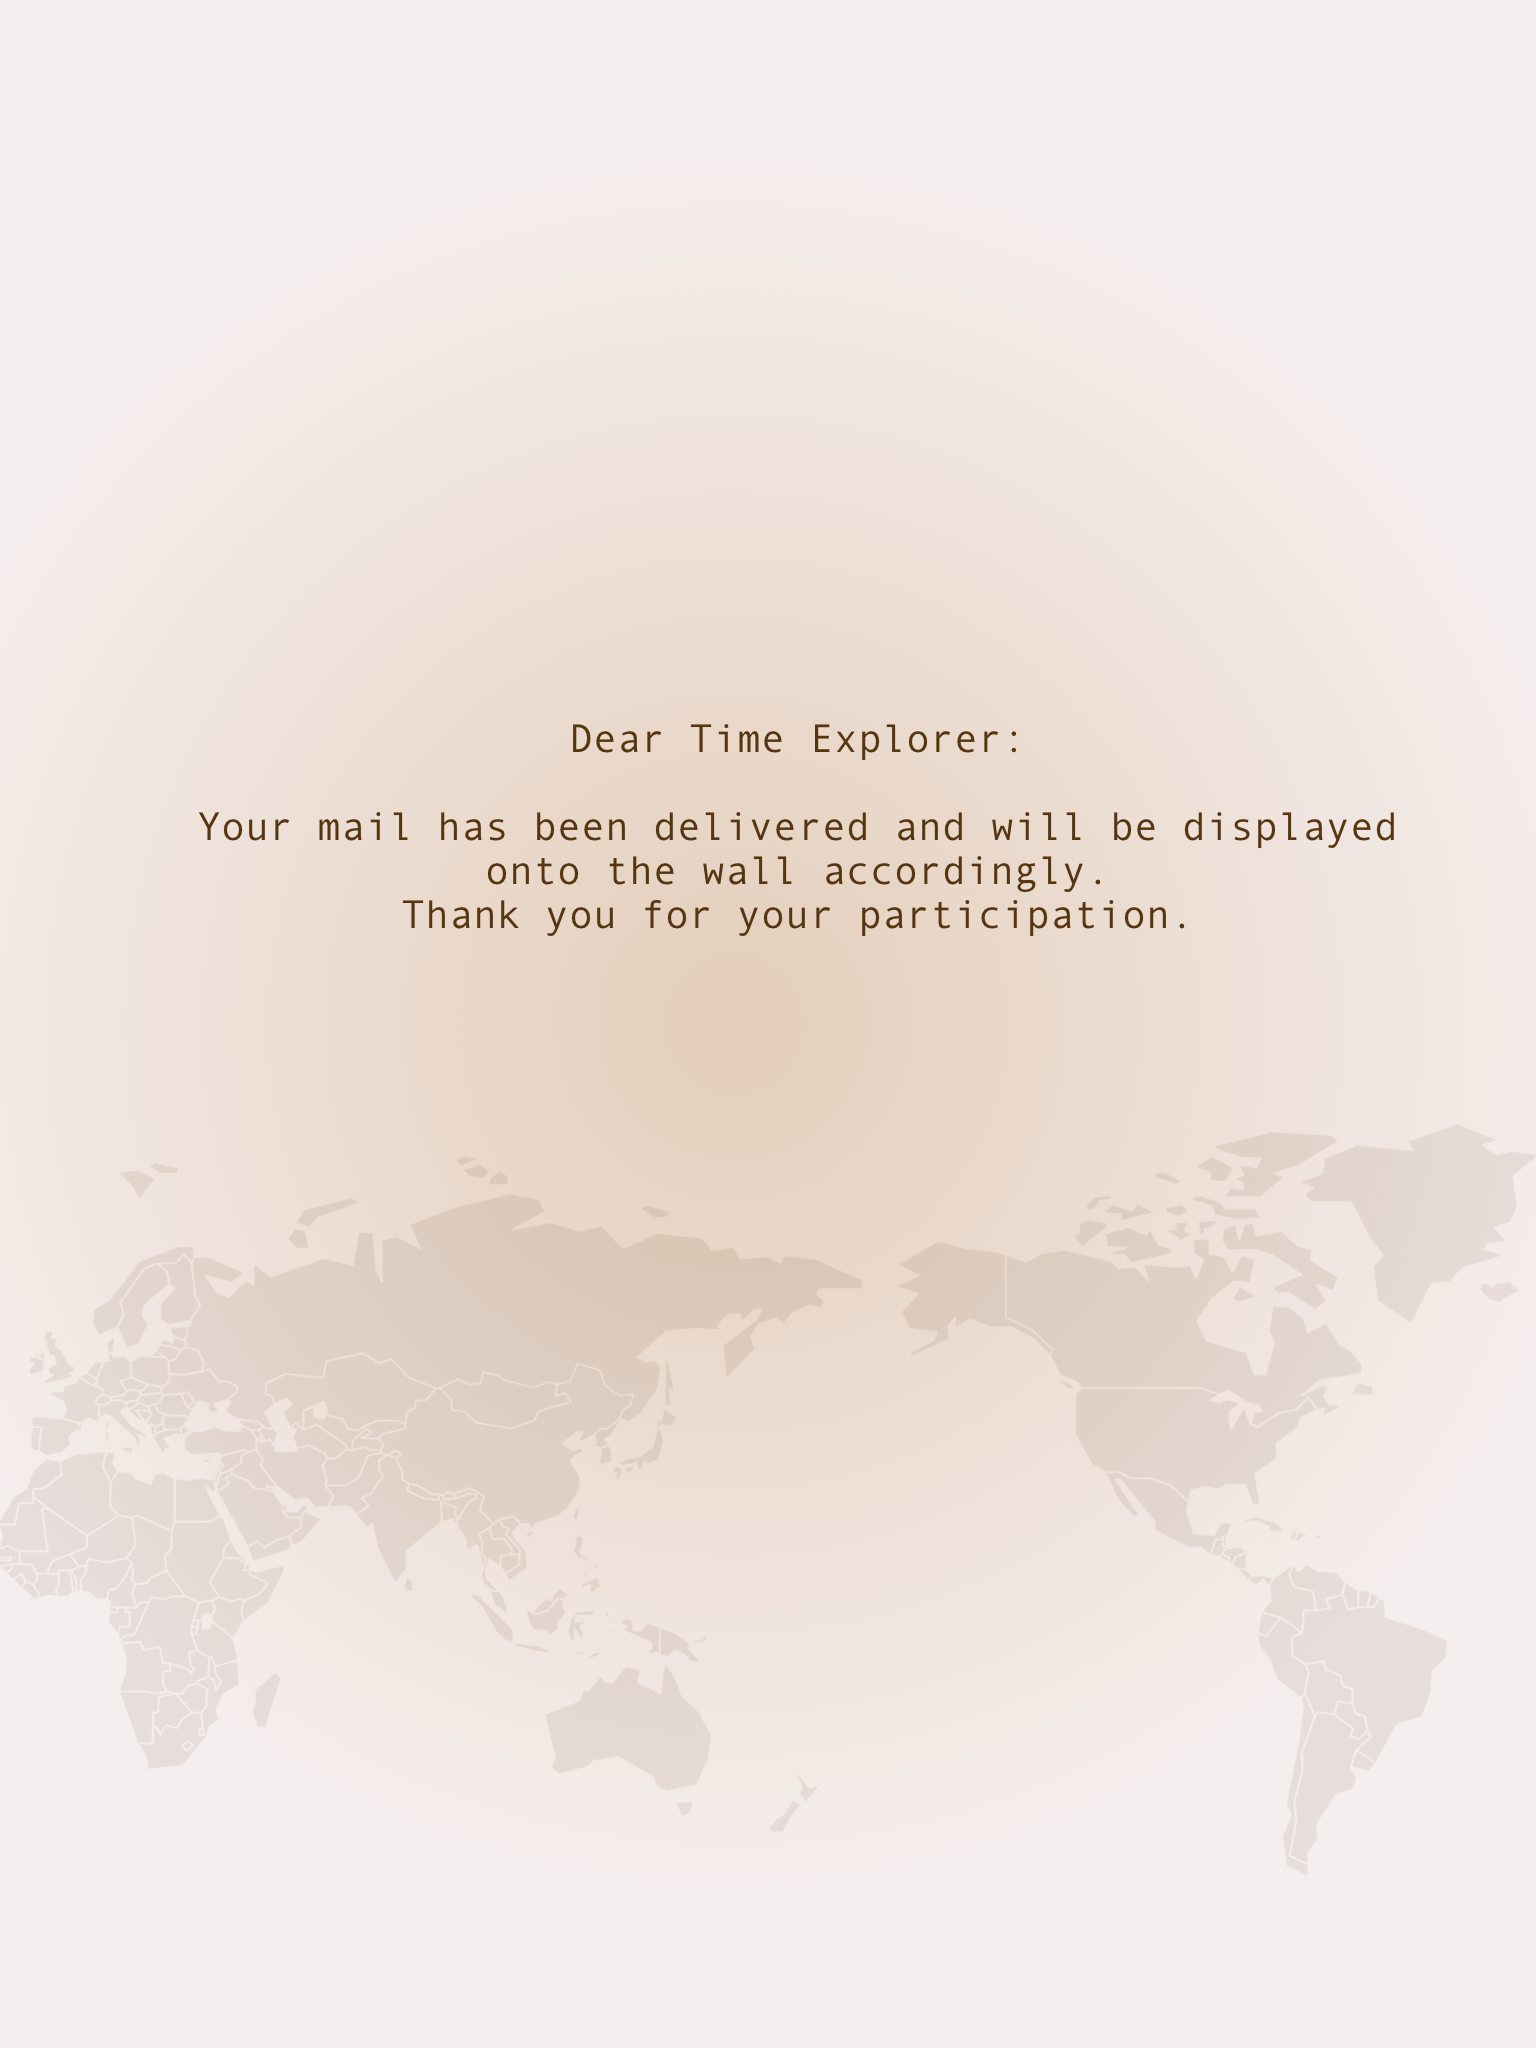 Dear Time Explorer:
Your mail has been delivered and will be displayed
onto the wall accordingly.
Thank you for your participation.